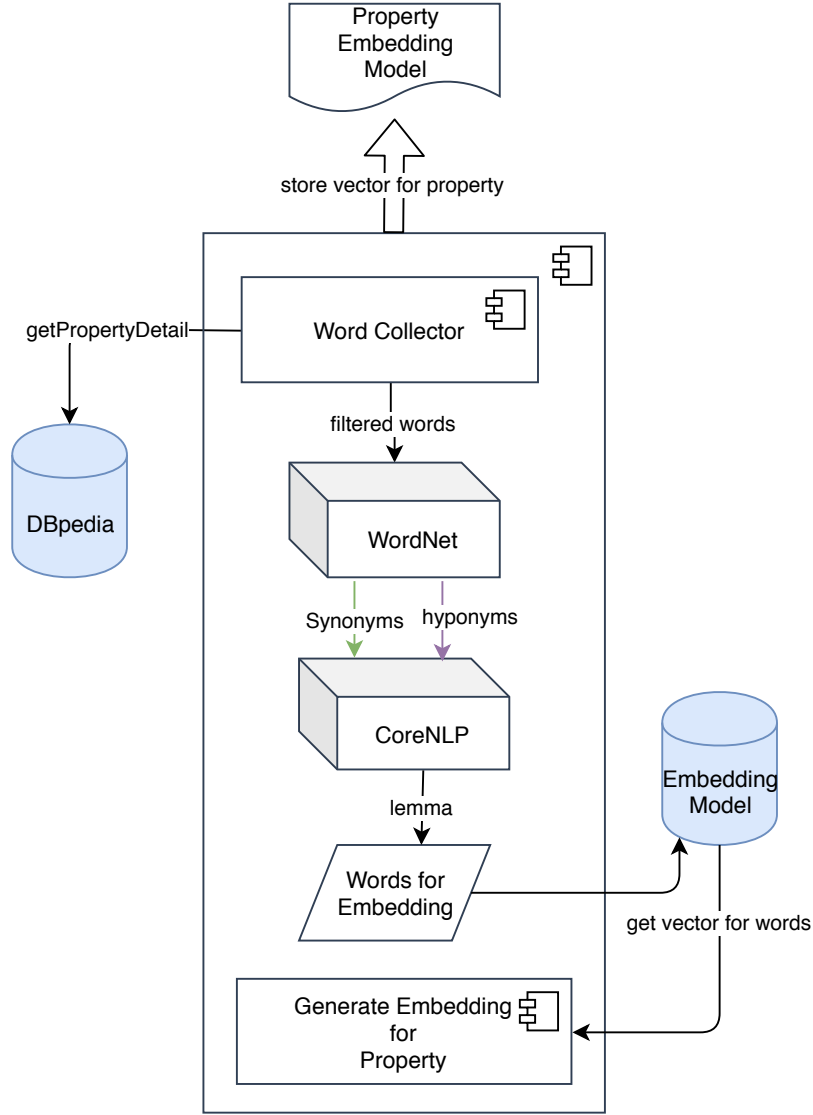 Property
Embedding
Model
store vector for property
Word Collector
getPropertyDetail
filtered words
DBpedia
WordNet
Synonyms
hyponyms
CoreNLP
lemma
Embedding
Model
Words for
Embedding
get vector for words
Generate Embedding
for
Property